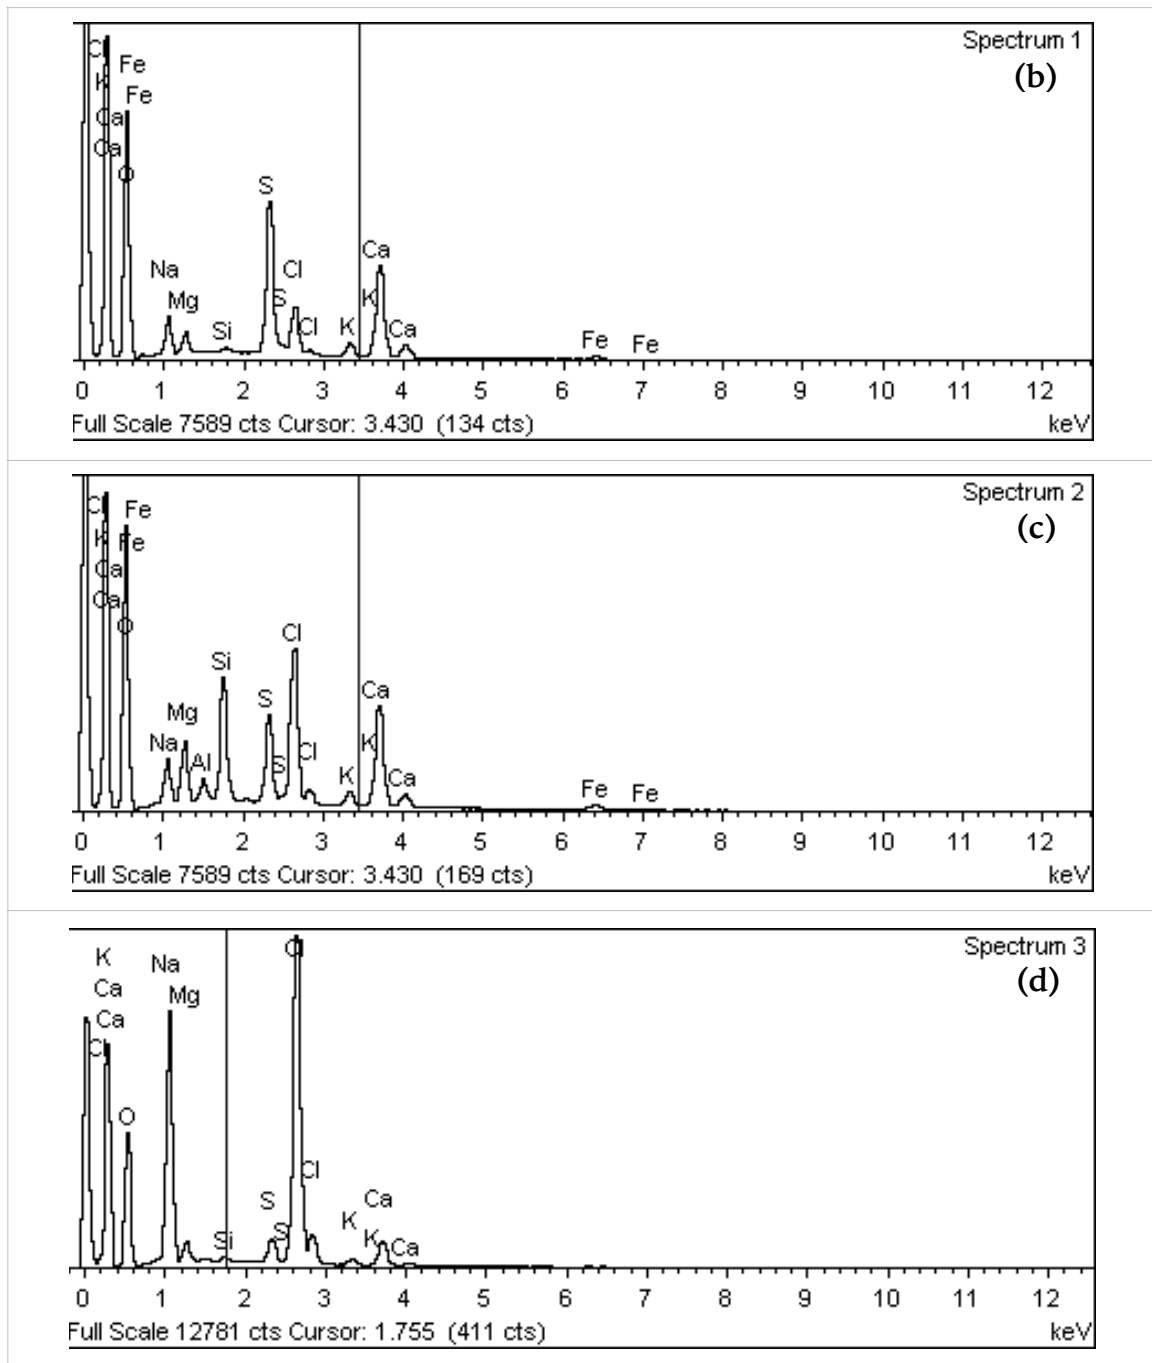 Spectrum 1
(b)
Cl
Fe
K
Fe
Ca
Ca
O
S
Ca
Na
Cl
Mg
S
K
Si
Cl
K
Ca
Fe
Fe
0 1 2 3 4 5 6 7 8 9 10 11 12
Full Scale 7589 cts Cursor: 3.430 (134 cts)
keV
Spectrum 2
(c)
Cl
Fe
K
Fe
Ca
Ca
O
Cl
Si
S
Ca
Mg
Na
K
Cl
Al
S
K
Ca
Fe
Fe
0 1 2 3 4 5 6 7 8 9 10 11 12
Full Scale 7589 cts Cursor: 3.430 (169 cts)
keV
Spectrum 3
(d)
Cl
K
Na
Ca
Mg
Ca
Cl
O
Cl
S
Ca
K
S
K
Si
Ca
0 1 2 3 4 5 6 7 8 9 10 11 12
Full Scale 12781 cts Cursor: 1.755 (411 cts)
keV